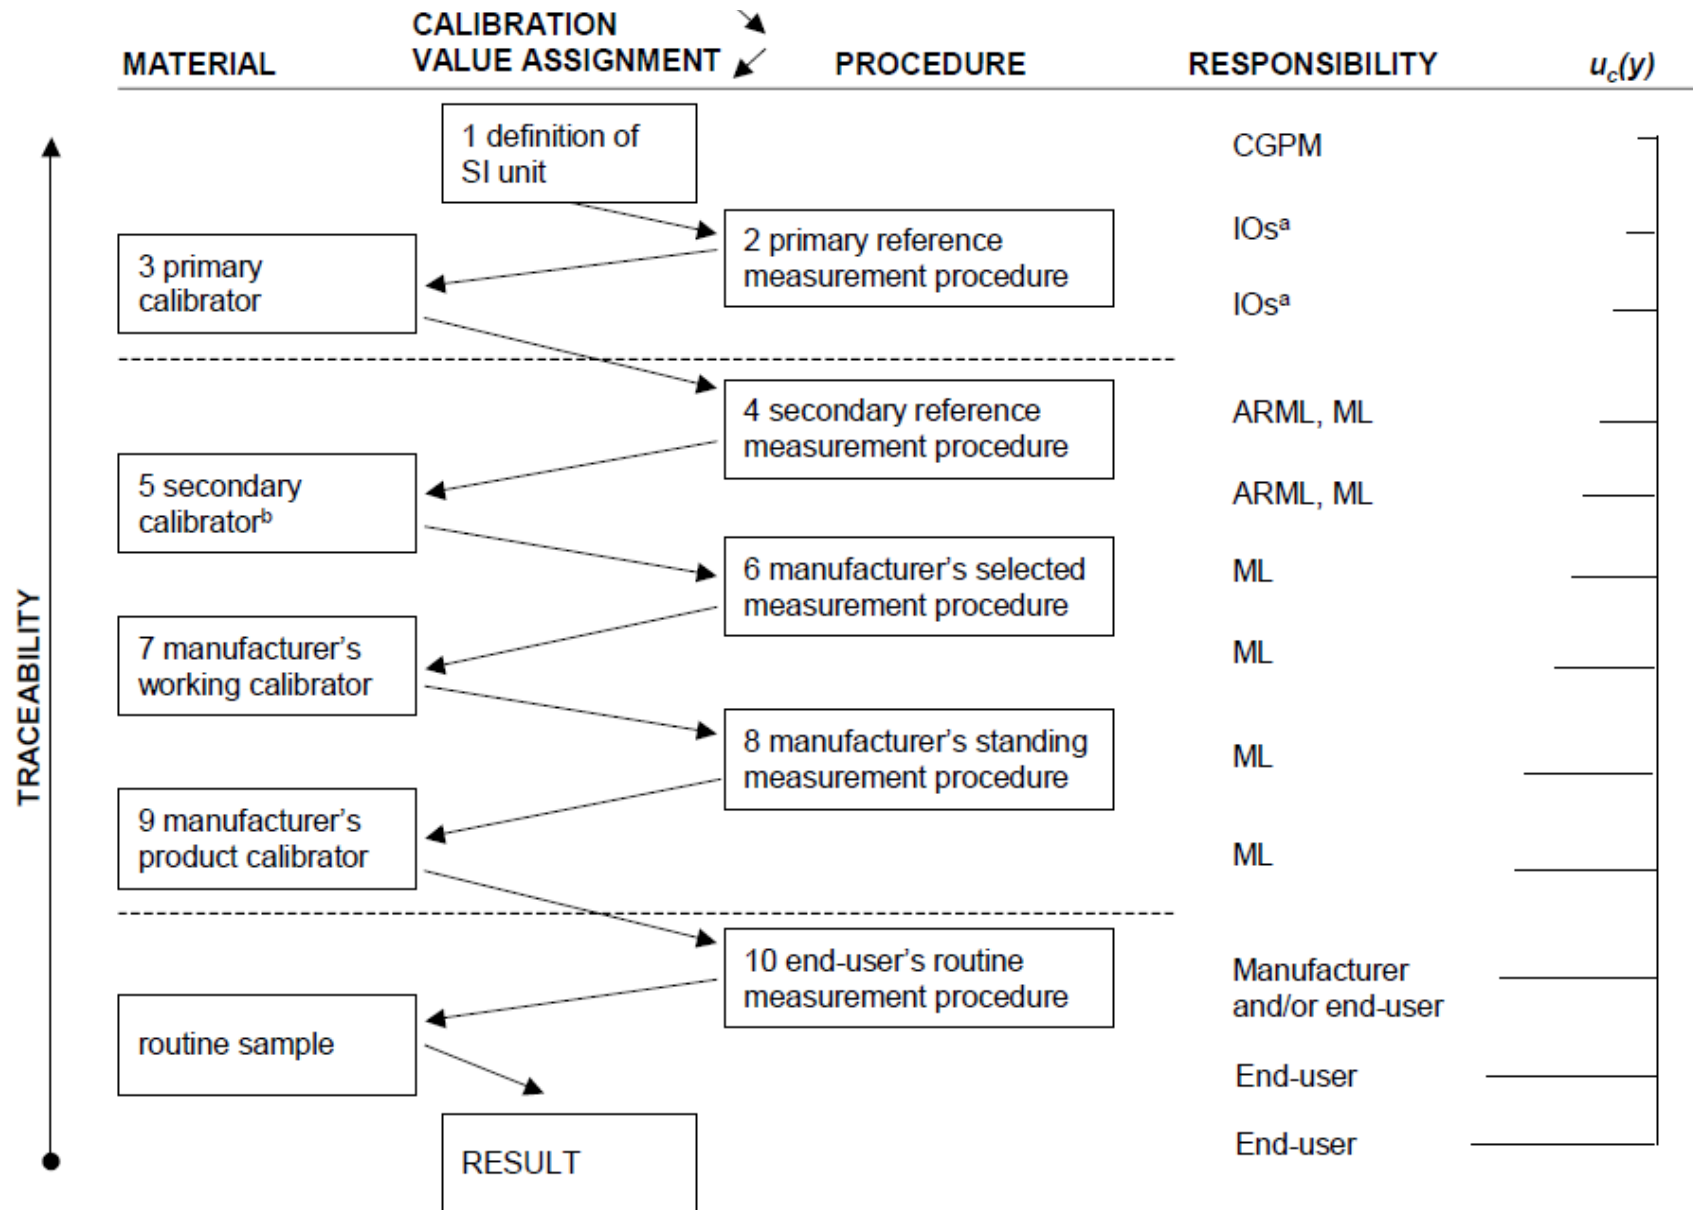 CALIBRATION
VALUE ASSIGNMENT
MATERIAL
PROCEDURE
RESPONSIBILITY
u_c(y)
1 definition of
SI unit
CGPM
2 primary reference
measurement procedure
IOsᵃ
3 primary
calibrator
IOsᵃ
4 secondary reference
measurement procedure
ARML, ML
5 secondary
calibratorᵇ
ARML, ML
6 manufacturer’s selected
measurement procedure
ML
7 manufacturer’s
working calibrator
ML
8 manufacturer’s standing
measurement procedure
ML
9 manufacturer’s
product calibrator
ML
10 end-user’s routine
measurement procedure
Manufacturer
and/or end-user
routine sample
End-user
RESULT
End-user
TRACEABILITY